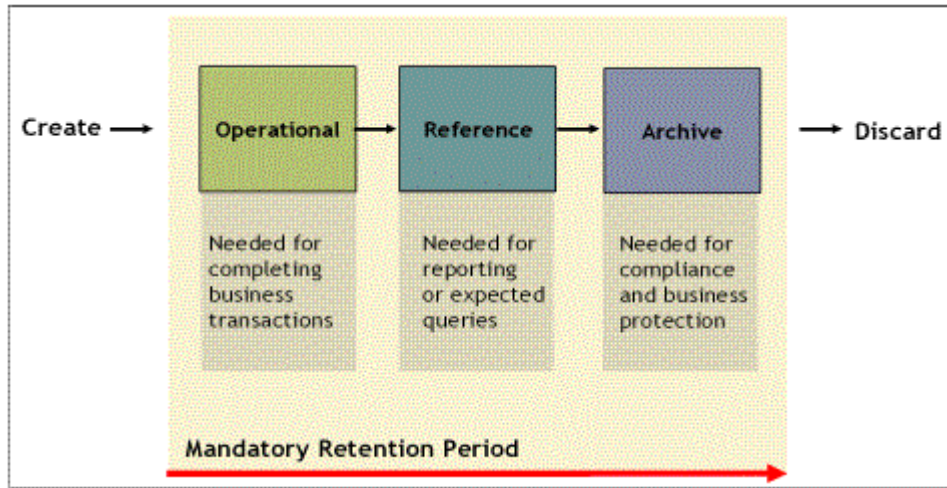 Create
Operational
Reference
Archive
Discard
Needed for
completing
business
transactions
Needed for
reporting
or expected
queries
Needed for
compliance
and business
protection
Mandatory Retention Period